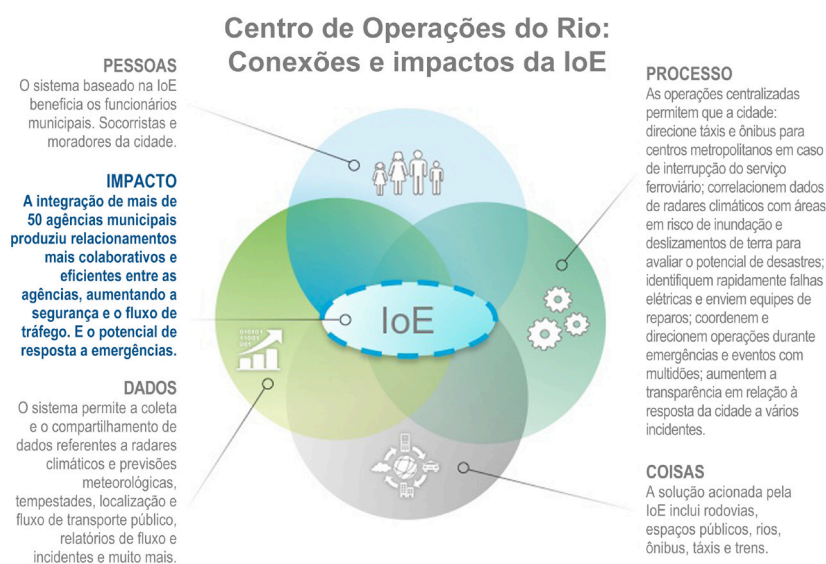 Centro de Operações do Rio:
Conexões e impactos da IoE
PESSOAS
O sistema baseado na IoE
beneficia os funcionários
municipais. Socorristas e
moradores da cidade.
IMPACTO
A integração de mais de
50 agências municipais
produziu relacionamentos
mais colaborativos e
eficientes entre as
agências, aumentando a
segurança e o fluxo de
tráfego. E o potencial de
resposta a emergências.
DADOS
O sistema permite a coleta
e o compartilhamento de
dados referentes a radares
climáticos e previsões
meteorológicas,
tempestades, localização e
fluxo de transporte público,
relatórios de fluxo e
incidentes e muito mais.
010101
11001
001
IoE
PROCESSO
As operações centralizadas
permitem que a cidade:
direcione táxis e ônibus para
centros metropolitanos em caso
de interrupção do serviço
ferroviário; correlacionem dados
de radares climáticos com áreas
em risco de inundação e
deslizamentos de terra para
avaliar o potencial de desastres;
identifiquem rapidamente falhas
elétricas e enviem equipes de
reparos; coordenem e
direcionem operações durante
emergências e eventos com
multidões; aumentem a
transparência em relação à
resposta da cidade a vários
incidentes.
COISAS
A solução acionada pela
IoE inclui rodovias,
espaços públicos, rios,
ônibus, táxis e trens.